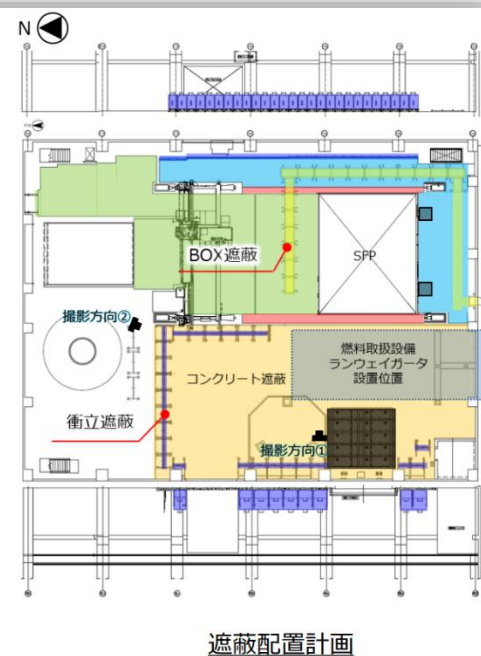 N
BOX遮蔽
SFP
撮影方向②
燃料取扱設備
ランウェイガータ
設置位置
コンクリート遮蔽
衝立遮蔽
撮影方向①
遮蔽配置計画